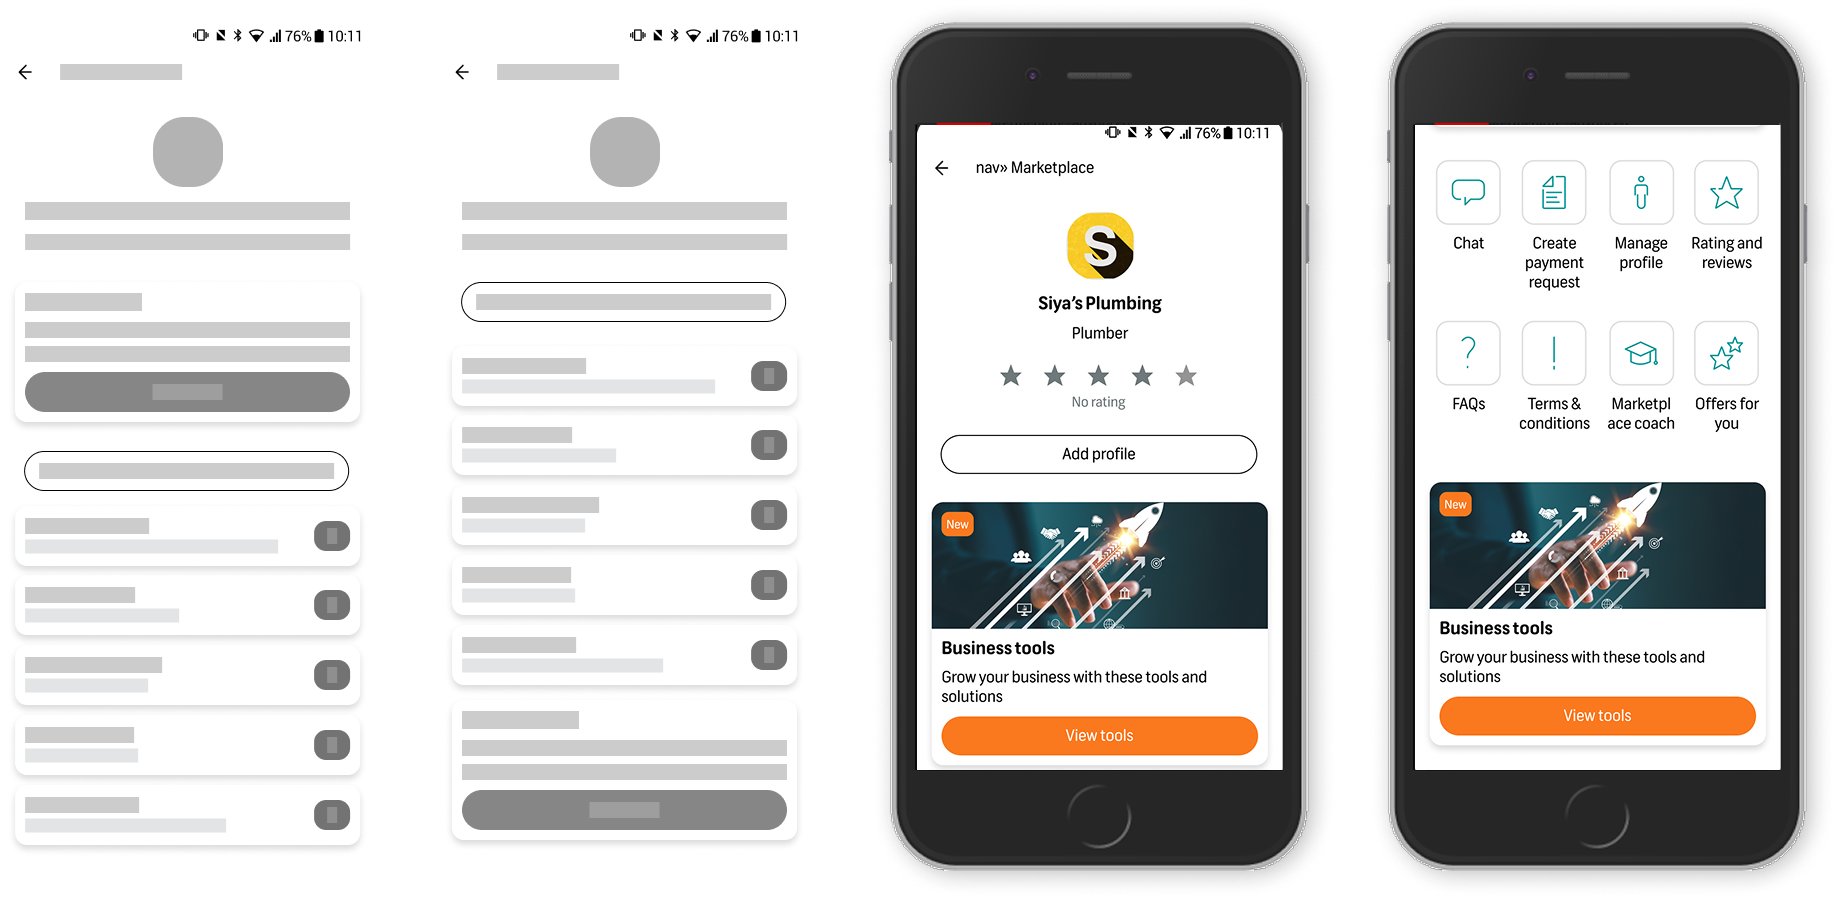 76% 10:11
76% 10:11
76% 10:11
nav» Marketplace
S
Siya's Plumbing
Plumber
No rating
Add profile
New
Business tools
Grow your business with these tools and
solutions
View tools
Chat
Create
payment
request
Manage
profile
Rating and
reviews
FAQs
Terms &
conditions
Marketpl
ace coach
Offers for
you
New
Business tools
Grow your business with these tools and
solutions
View tools